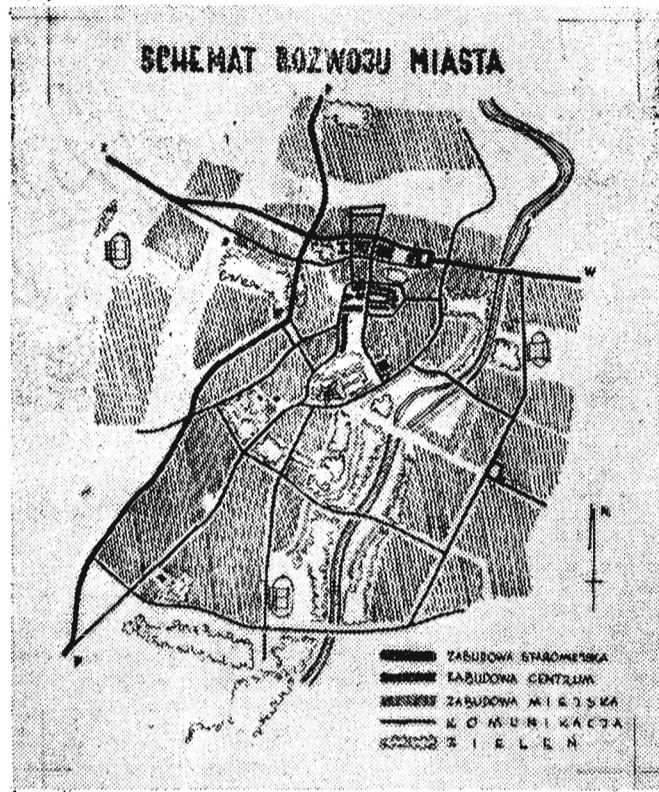 SCHEMAT ROZWOJU MIASTA
W
N
ZABUDOWA STAROMIEJSKA
ZABUDOWA CENTRUM
ZABUDOWA MIEJSKA
KOMUNIKACJA
ZIELEŃ